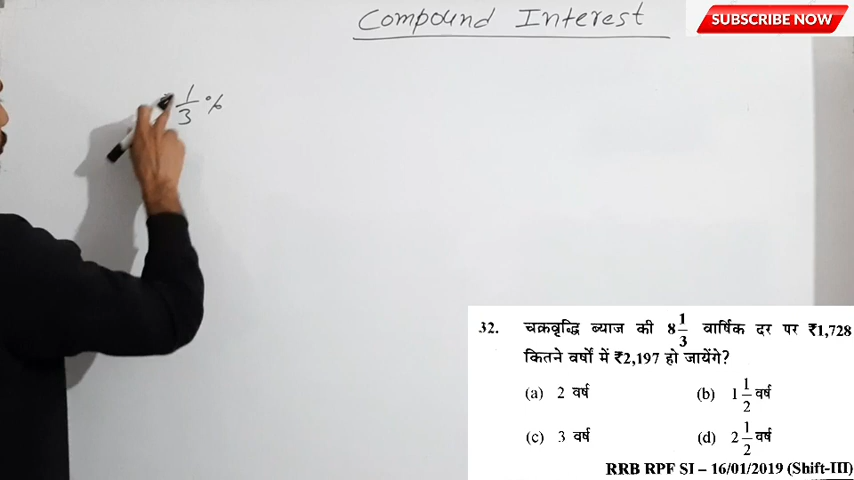 Compound Interest
SUBSCRIBE NOW
1/3 %
32. चक्रवृद्धि ब्याज की 8 1/3 वार्षिक दर पर ₹1,728
कितने वर्षों में ₹2,197 हो जायेंगे?
(a) 2 वर्ष (b) 1 1/2 वर्ष
(c) 3 वर्ष (d) 2 1/2 वर्ष
RRB RPF SI – 16/01/2019 (Shift-III)